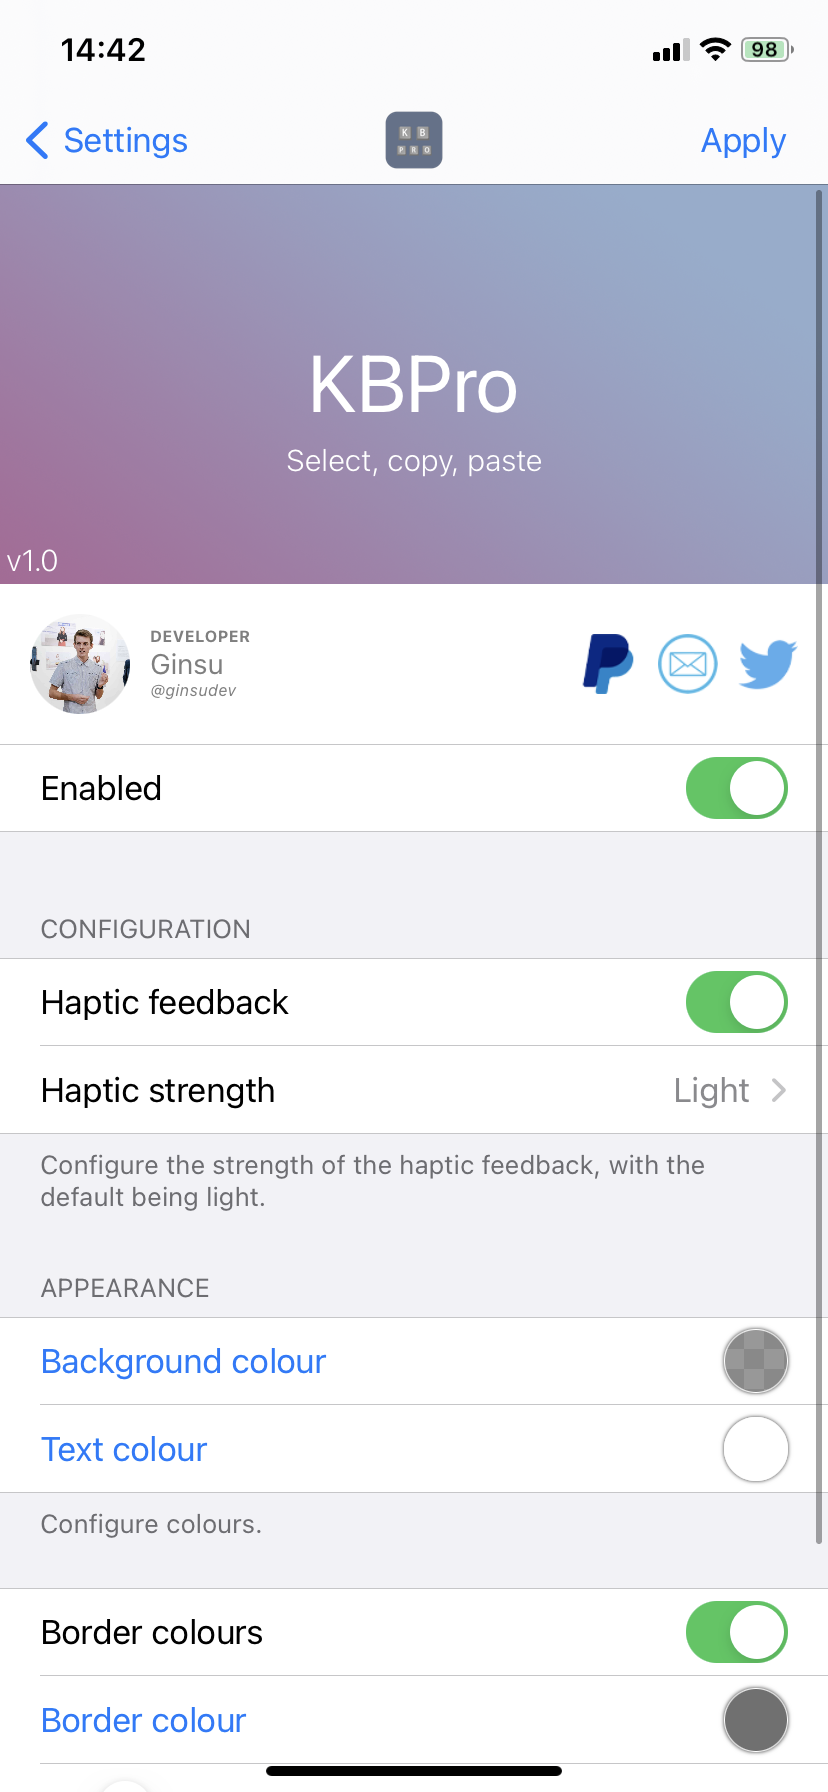 14:42
98
Settings
K B
P R O
Apply
KBPro
Select, copy, paste
v1.0
DEVELOPER
Ginsu
@ginsudev
Enabled
CONFIGURATION
Haptic feedback
Haptic strength
Light
Configure the strength of the haptic feedback, with the
default being light.
APPEARANCE
Background colour
Text colour
Configure colours.
Border colours
Border colour